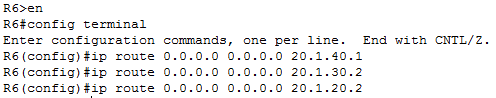 R6>en
R6#config terminal
Enter configuration commands, one per line.  End with CNTL/Z.
R6(config)#ip route 0.0.0.0 0.0.0.0 20.1.40.1
R6(config)#ip route 0.0.0.0 0.0.0.0 20.1.30.2
R6(config)#ip route 0.0.0.0 0.0.0.0 20.1.20.2